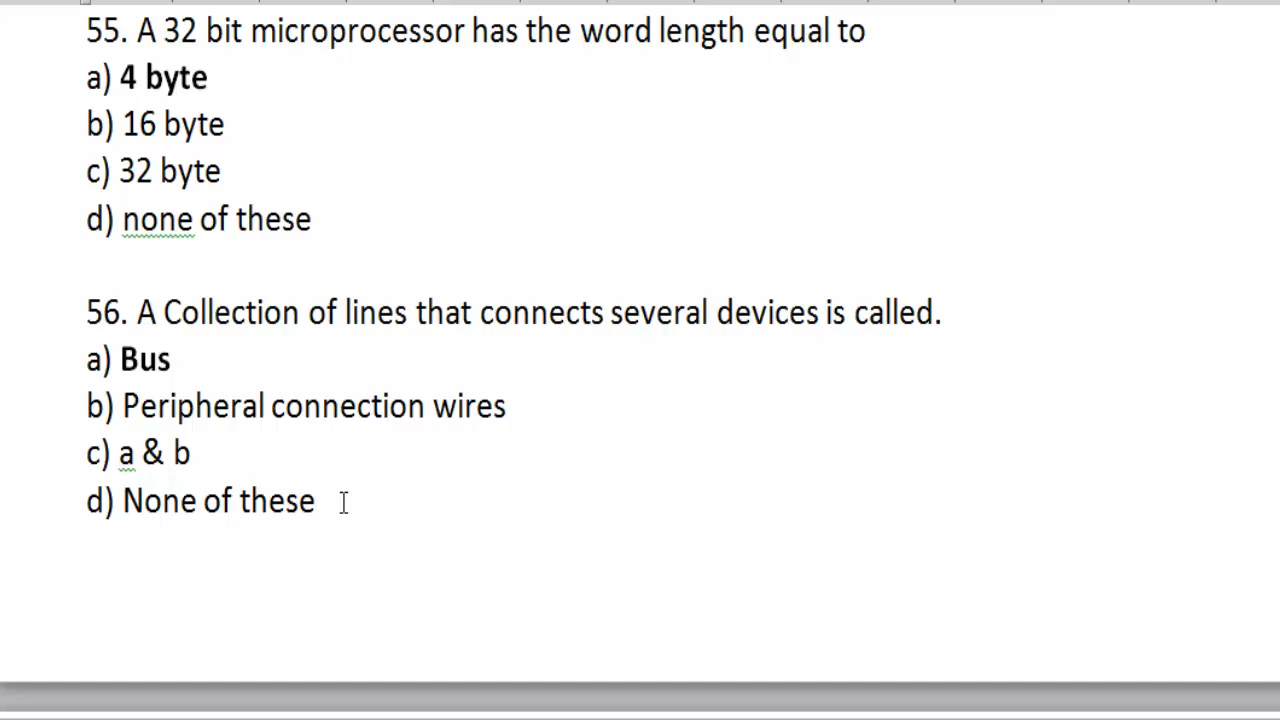 55. A 32 bit microprocessor has the word length equal to
a) 4 byte
b) 16 byte
c) 32 byte
d) none of these
56. A Collection of lines that connects several devices is called.
a) Bus
b) Peripheral connection wires
c) a & b
d) None of these